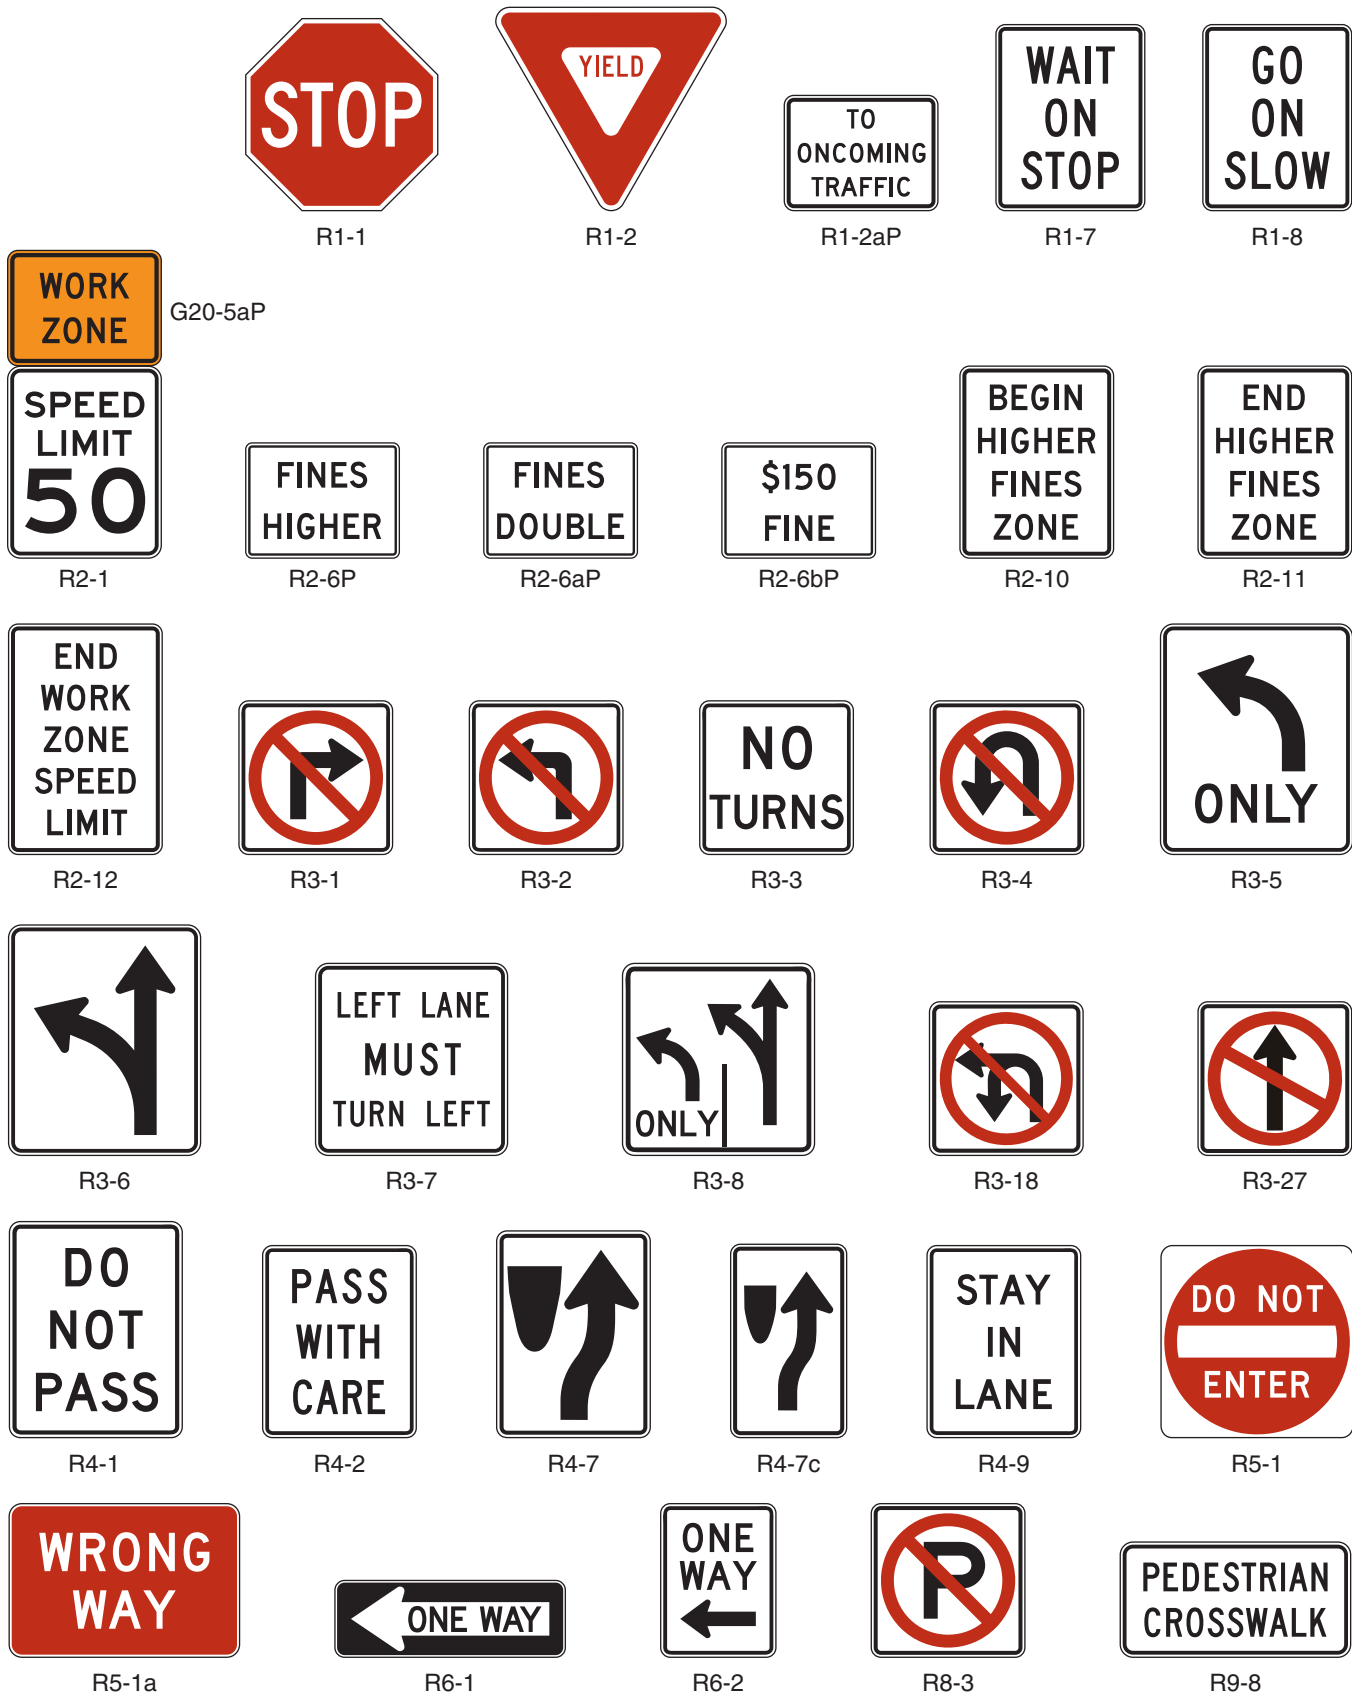 STOP
R1-1
YIELD
R1-2
TO
ONCOMING
TRAFFIC
R1-2aP
WAIT
ON
STOP
R1-7
GO
ON
SLOW
R1-8
WORK
ZONE
G20-5aP
SPEED
LIMIT
50
R2-1
FINES
HIGHER
R2-6P
FINES
DOUBLE
R2-6aP
$150
FINE
R2-6bP
BEGIN
HIGHER
FINES
ZONE
R2-10
END
HIGHER
FINES
ZONE
R2-11
END
WORK
ZONE
SPEED
LIMIT
R2-12
R3-1
R3-2
NO
TURNS
R3-3
R3-4
ONLY
R3-5
R3-6
LEFT LANE
MUST
TURN LEFT
R3-7
ONLY
R3-8
R3-18
R3-27
DO
NOT
PASS
R4-1
PASS
WITH
CARE
R4-2
R4-7
R4-7c
STAY
IN
LANE
R4-9
DO NOT
ENTER
R5-1
WRONG
WAY
R5-1a
ONE WAY
R6-1
ONE
WAY
R6-2
P
R8-3
PEDESTRIAN
CROSSWALK
R9-8